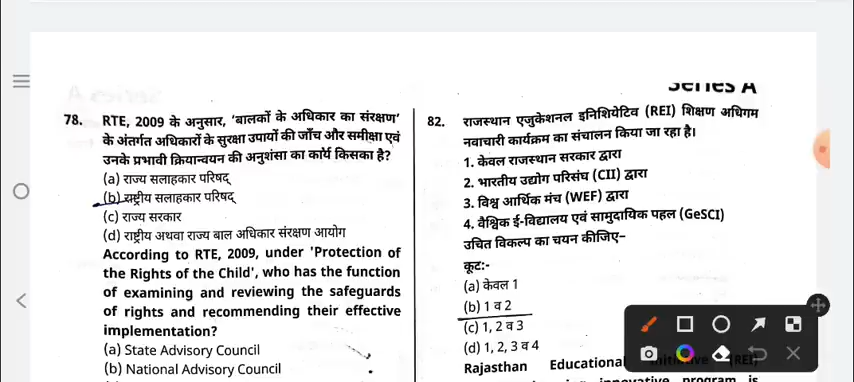 Series A
78. RTE, 2009 के अनुसार, 'बालकों के अधिकार का संरक्षण'
के अंतर्गत अधिकारों के सुरक्षा उपायों की जाँच और समीक्षा एवं
उनके प्रभावी क्रियान्वयन की अनुशंसा का कार्य किसका है?
(a) राज्य सलाहकार परिषद्
(b) राष्ट्रीय सलाहकार परिषद्
(c) राज्य सरकार
(d) राष्ट्रीय अथवा राज्य बाल अधिकार संरक्षण आयोग
According to RTE, 2009, under 'Protection of
the Rights of the Child', who has the function
of examining and reviewing the safeguards
of rights and recommending their effective
implementation?
(a) State Advisory Council
(b) National Advisory Council
82. राजस्थान एजुकेशनल इनिशियेटिव (REI) शिक्षण अधिगम
नवाचारी कार्यक्रम का संचालन किया जा रहा है।
1. केवल राजस्थान सरकार द्वारा
2. भारतीय उद्योग परिसंघ (CII) द्वारा
3. विश्व आर्थिक मंच (WEF) द्वारा
4. वैश्विक ई-विद्यालय एवं सामुदायिक पहल (GeSCI)
उचित विकल्प का चयन कीजिए–
कूट:-
(a) केवल 1
(b) 1 व 2
(c) 1, 2 व 3
(d) 1, 2, 3 व 4
Rajasthan Educational (REI)
innovative program is